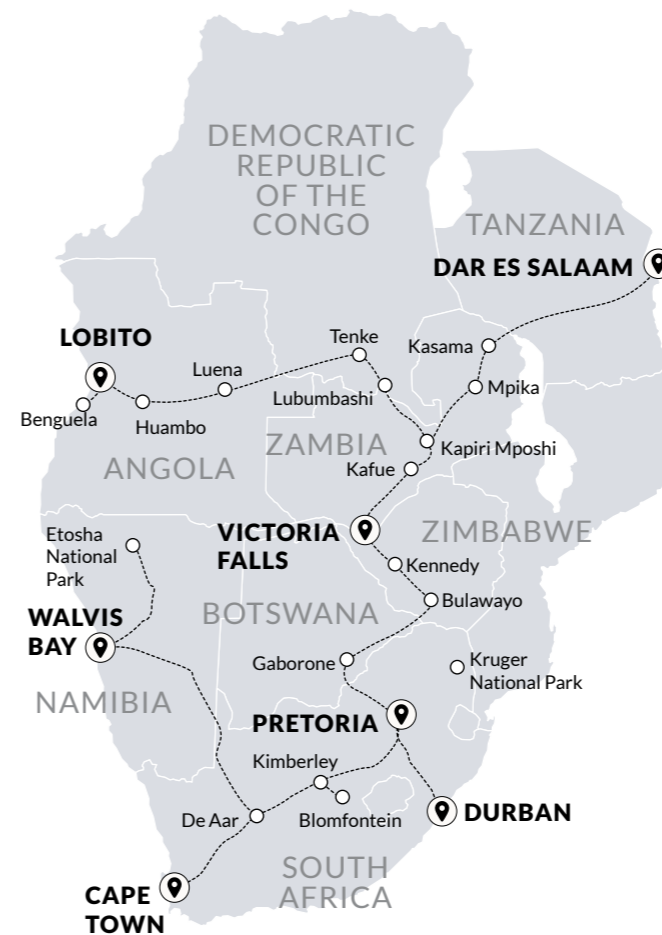 DEMOCRATIC
REPUBLIC
OF THE
CONGO
TANZANIA
DAR ES SALAAM
LOBITO
Tenke
Kasama
Luena
Lubumbashi
Mpika
Benguela
Huambo
ZAMBIA
Kapiri Mposhi
ANGOLA
Kafue
VICTORIA
FALLS
ZIMBABWE
Etosha
National
Park
Kennedy
Bulawayo
BOTSWANA
WALVIS
BAY
Gaborone
Kruger
National Park
NAMIBIA
PRETORIA
Kimberley
De Aar
Blomfontein
DURBAN
SOUTH
AFRICA
CAPE
TOWN